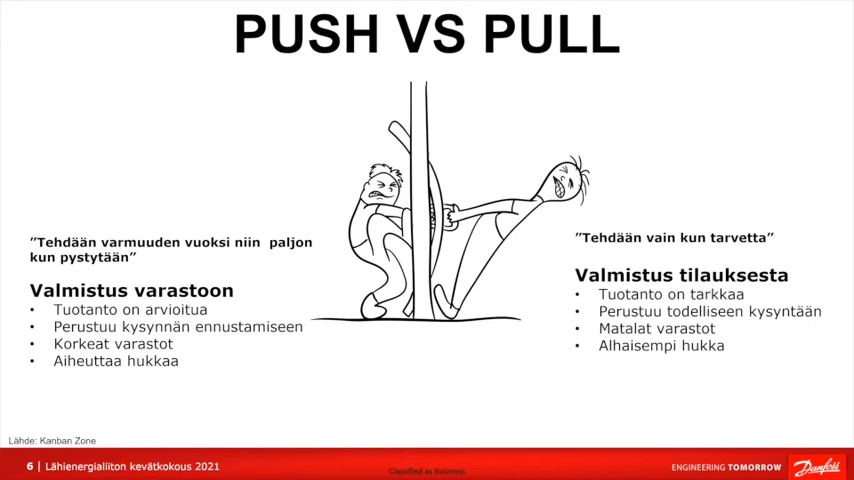 PUSH VS PULL
”Tehdään varmuuden vuoksi niin paljon
kun pystytään”
Valmistus varastoon
• Tuotanto on arvioitua
• Perustuu kysynnän ennustamiseen
• Korkeat varastot
• Aiheuttaa hukkaa
”Tehdään vain kun tarvetta”
Valmistus tilauksesta
• Tuotanto on tarkkaa
• Perustuu todelliseen kysyntään
• Matalat varastot
• Alhaisempi hukka
Lähde: Kanban Zone
6 | Lähienergialiiton kevätkokous 2021
Classified as Business
ENGINEERING TOMORROW
Danfoss